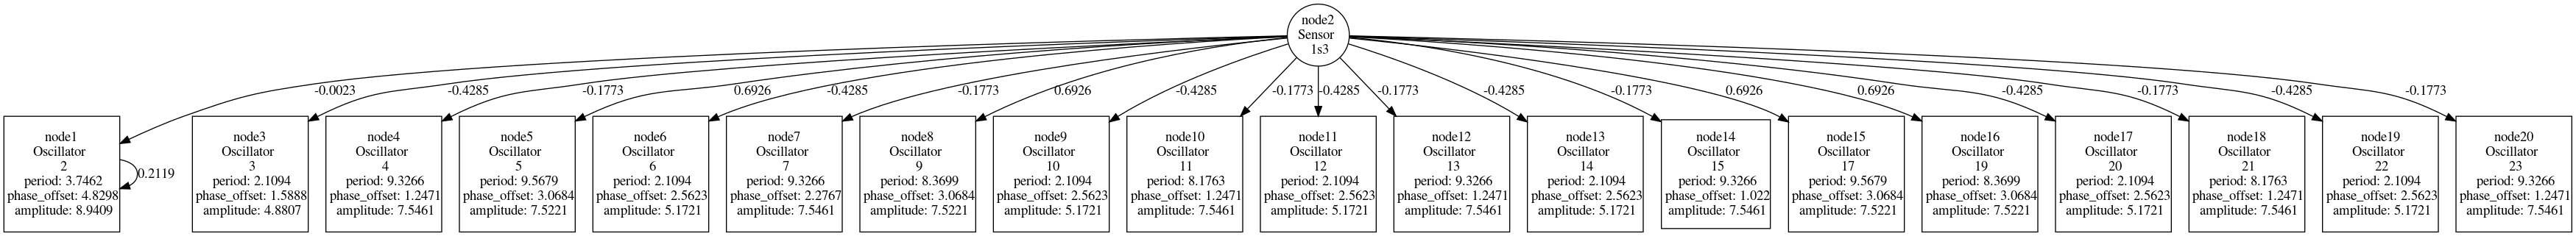 node2
Sensor
1s3
-0.0023
-0.4285
-0.1773
0.6926
-0.4285
-0.1773
0.6926
-0.4285
-0.1773
-0.4285
-0.1773
-0.4285
-0.1773
0.6926
0.6926
-0.4285
-0.1773
-0.4285
-0.1773
node1
Oscillator
2
period: 3.7462
phase_offset: 4.8298
amplitude: 8.9409
0.2119
node3
Oscillator
3
period: 2.1094
phase_offset: 1.5888
amplitude: 4.8807
node4
Oscillator
4
period: 9.3266
phase_offset: 1.2471
amplitude: 7.5461
node5
Oscillator
5
period: 9.5679
phase_offset: 3.0684
amplitude: 7.5221
node6
Oscillator
6
period: 2.1094
phase_offset: 2.5623
amplitude: 5.1721
node7
Oscillator
7
period: 9.3266
phase_offset: 2.2767
amplitude: 7.5461
node8
Oscillator
9
period: 8.3699
phase_offset: 3.0684
amplitude: 7.5221
node9
Oscillator
10
period: 2.1094
phase_offset: 2.5623
amplitude: 5.1721
node10
Oscillator
11
period: 8.1763
phase_offset: 1.2471
amplitude: 7.5461
node11
Oscillator
12
period: 2.1094
phase_offset: 2.5623
amplitude: 5.1721
node12
Oscillator
13
period: 9.3266
phase_offset: 1.2471
amplitude: 7.5461
node13
Oscillator
14
period: 2.1094
phase_offset: 2.5623
amplitude: 5.1721
node14
Oscillator
15
period: 9.3266
phase_offset: 1.022
amplitude: 7.5461
node15
Oscillator
17
period: 9.5679
phase_offset: 3.0684
amplitude: 7.5221
node16
Oscillator
19
period: 8.3699
phase_offset: 3.0684
amplitude: 7.5221
node17
Oscillator
20
period: 2.1094
phase_offset: 2.5623
amplitude: 5.1721
node18
Oscillator
21
period: 8.1763
phase_offset: 1.2471
amplitude: 7.5461
node19
Oscillator
22
period: 2.1094
phase_offset: 2.5623
amplitude: 5.1721
node20
Oscillator
23
period: 9.3266
phase_offset: 1.2471
amplitude: 7.5461